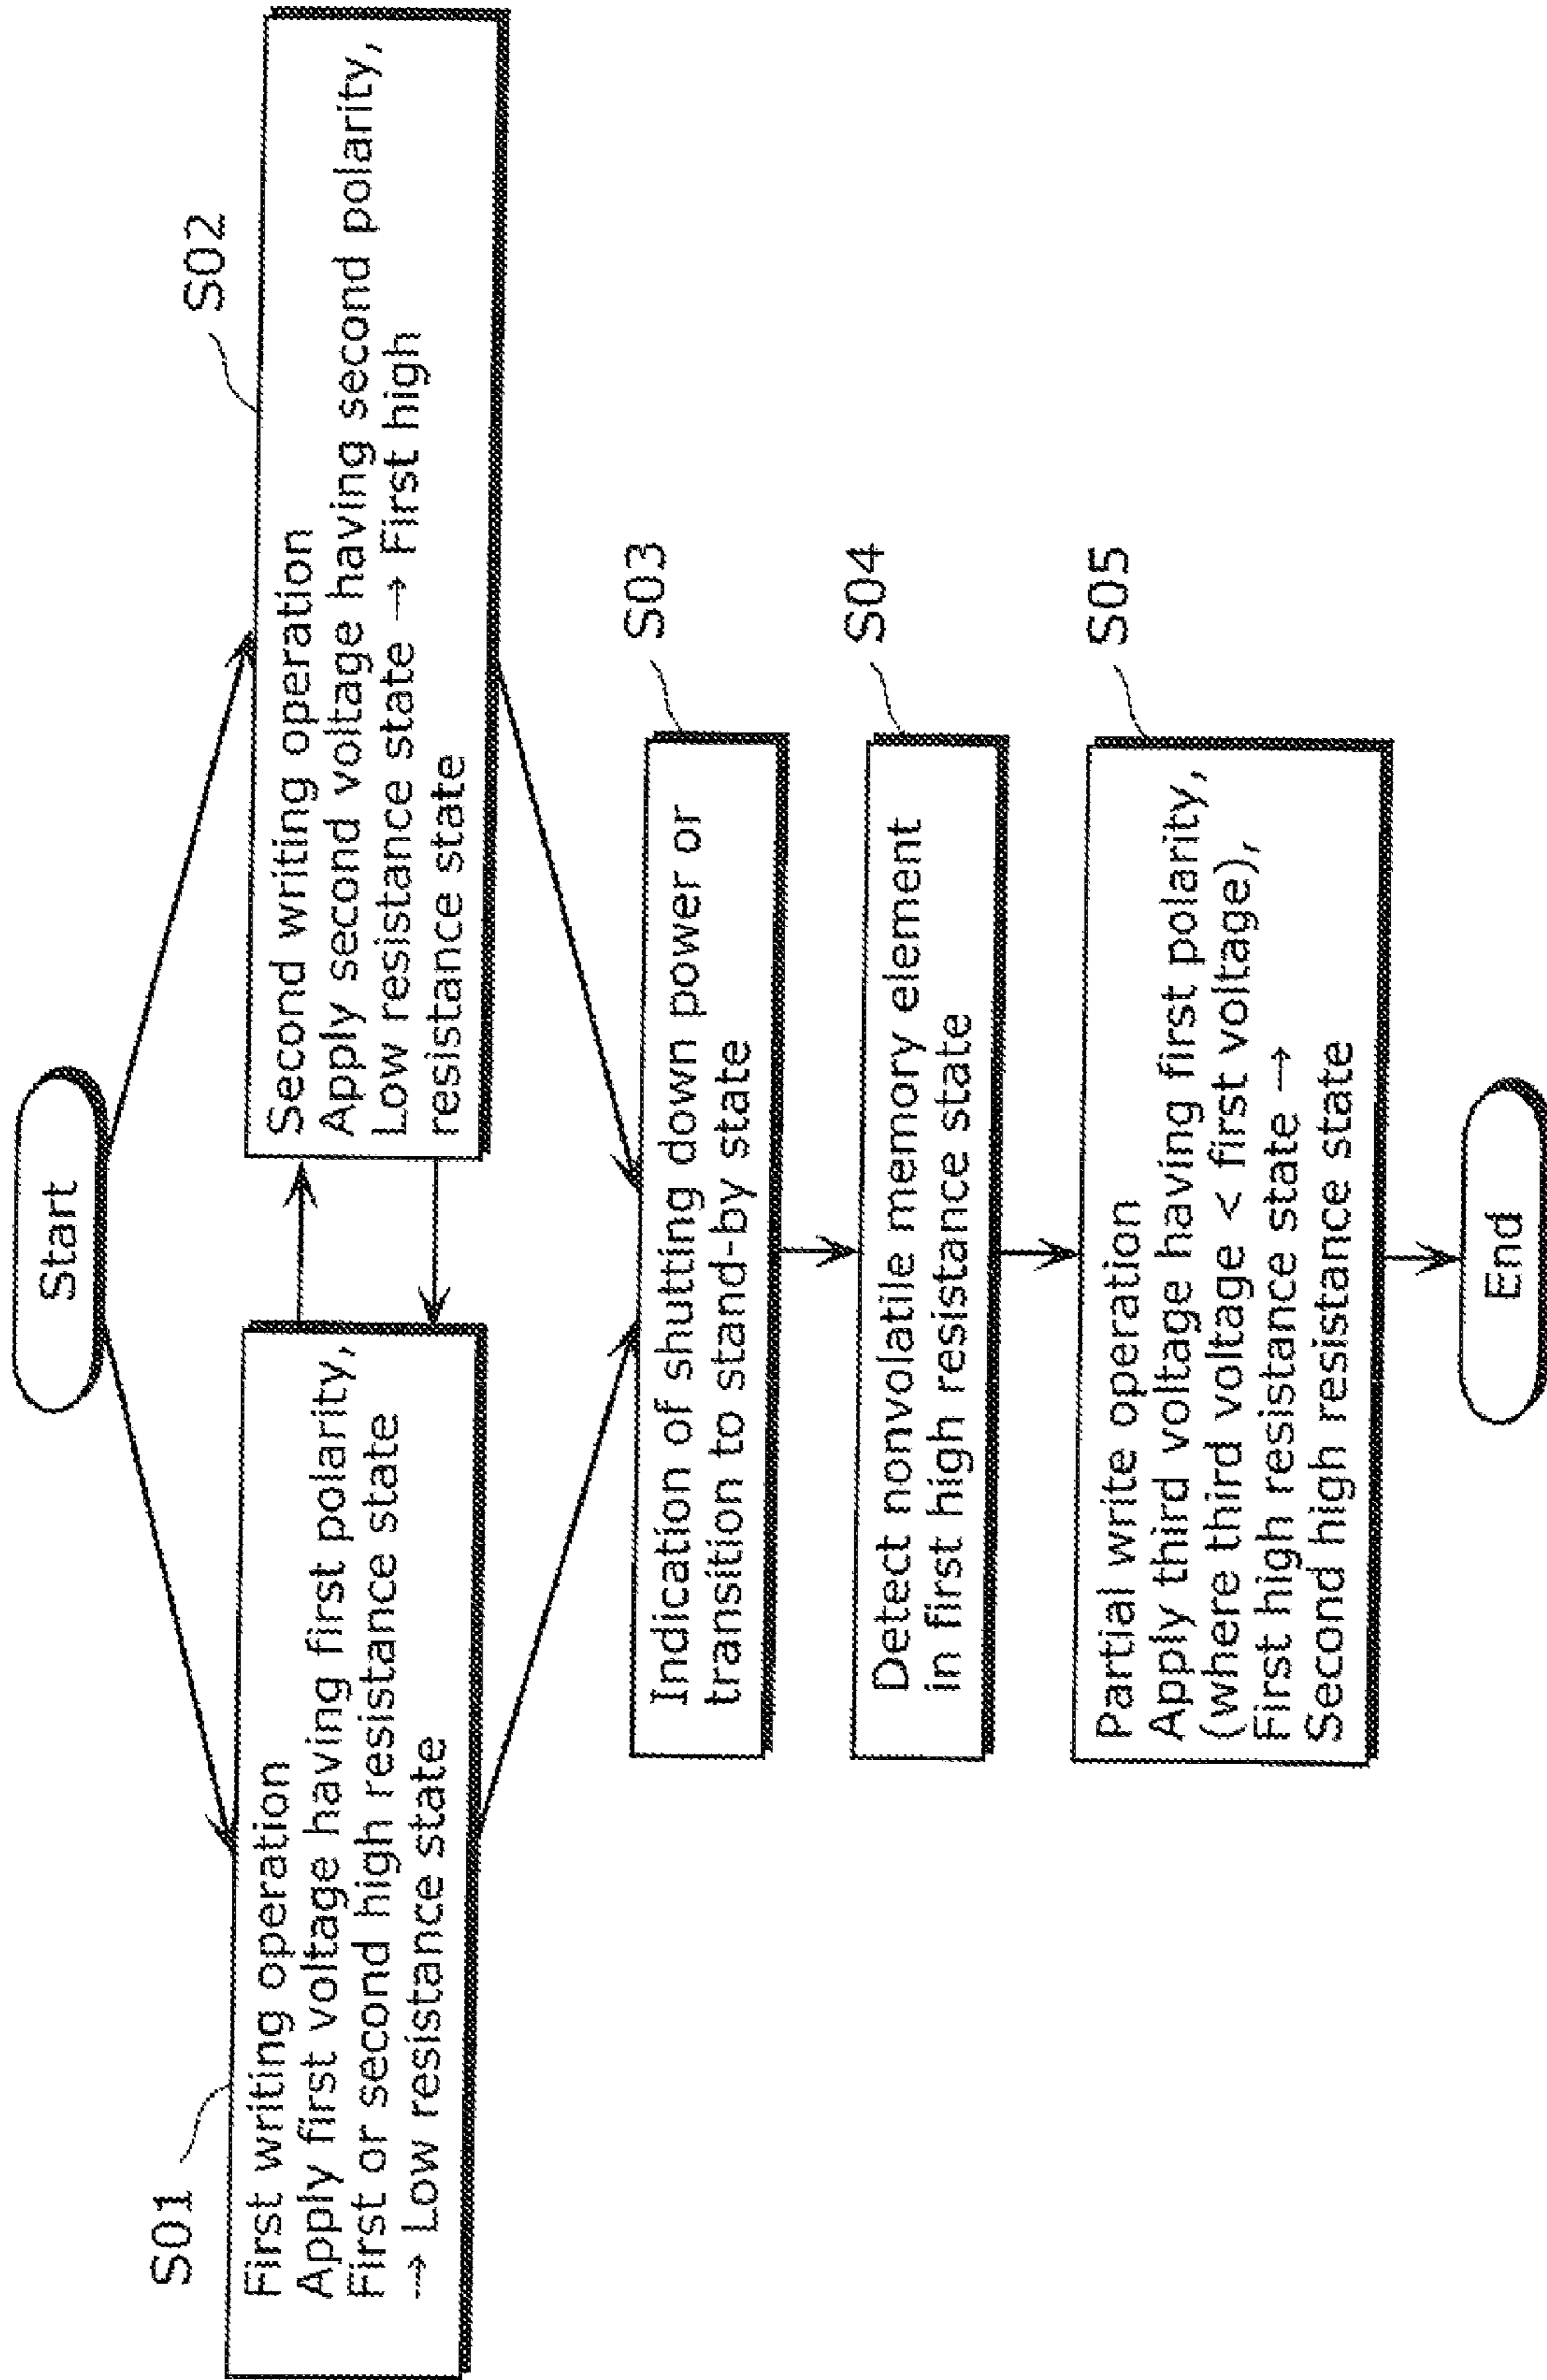 Start
S01
First writing operation
Apply first voltage having first polarity,
First or second high resistance state
→ Low resistance state
S02
Second writing operation
Apply second voltage having second polarity,
Low resistance state → First high
resistance state
S03
Indication of shutting down power or
transition to stand-by state
S04
Detect nonvolatile memory element
in first high resistance state
S05
Partial write operation
Apply third voltage having first polarity,
(where third voltage < first voltage),
First high resistance state →
Second high resistance state
End